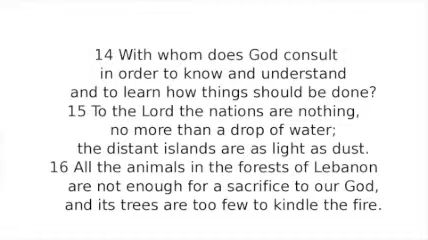 14 With whom does God consult
in order to know and understand
and to learn how things should be done?
15 To the Lord the nations are nothing,
no more than a drop of water;
the distant islands are as light as dust.
16 All the animals in the forests of Lebanon
are not enough for a sacrifice to our God,
and its trees are too few to kindle the fire.